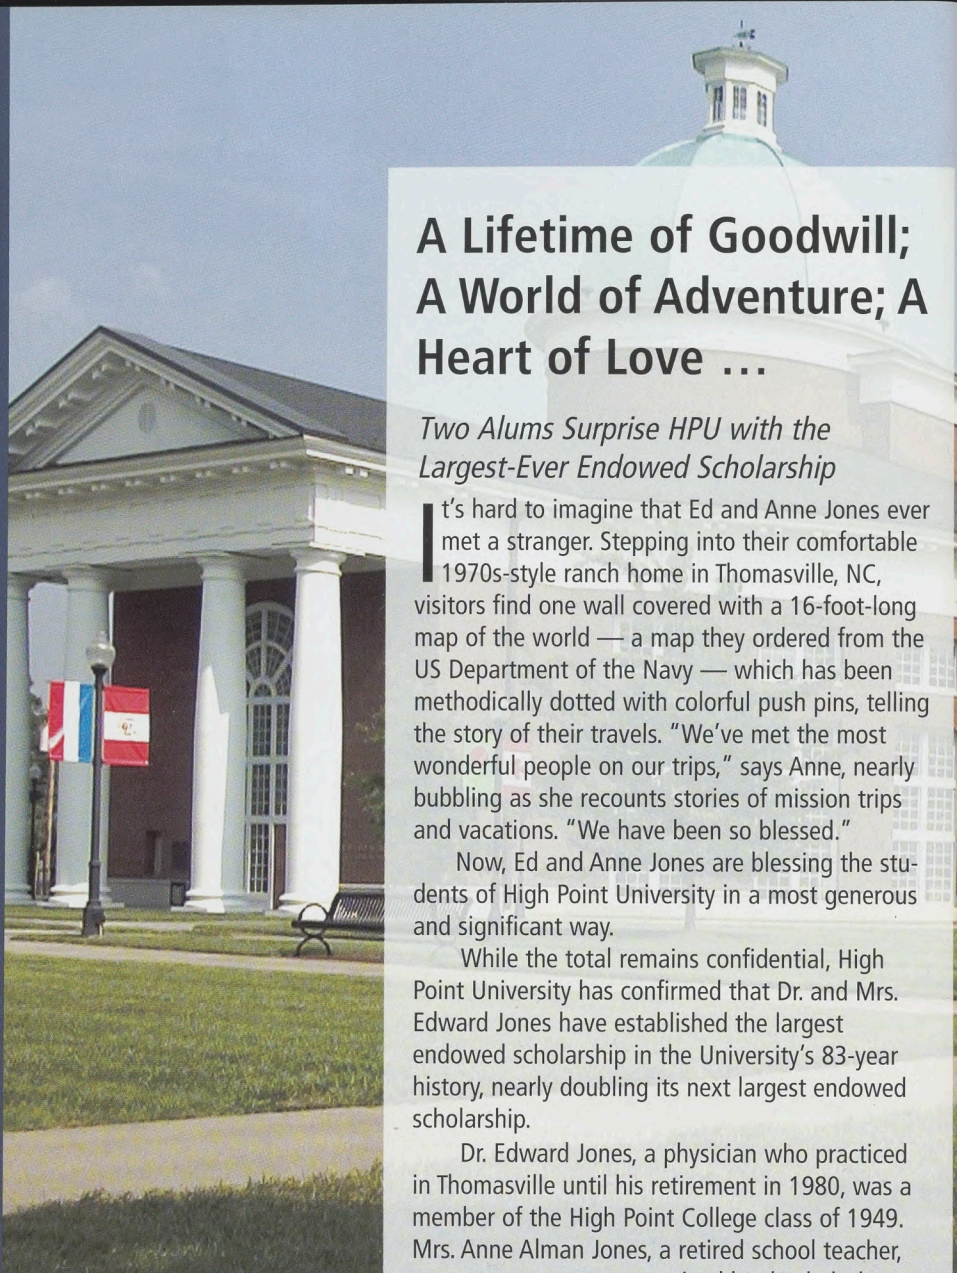 A Lifetime of Goodwill;
A World of Adventure; A
Heart of Love ...
Two Alums Surprise HPU with the
Largest-Ever Endowed Scholarship
It's hard to imagine that Ed and Anne Jones ever
met a stranger. Stepping into their comfortable
1970s-style ranch home in Thomasville, NC,
visitors find one wall covered with a 16-foot-long
map of the world — a map they ordered from the
US Department of the Navy — which has been
methodically dotted with colorful push pins, telling
the story of their travels. “We’ve met the most
wonderful people on our trips,” says Anne, nearly
bubbling as she recounts stories of mission trips
and vacations. “We have been so blessed.”
Now, Ed and Anne Jones are blessing the stu-
dents of High Point University in a most generous
and significant way.
While the total remains confidential, High
Point University has confirmed that Dr. and Mrs.
Edward Jones have established the largest
endowed scholarship in the University’s 83-year
history, nearly doubling its next largest endowed
scholarship.
Dr. Edward Jones, a physician who practiced
in Thomasville until his retirement in 1980, was a
member of the High Point College class of 1949.
Mrs. Anne Alman Jones, a retired school teacher,